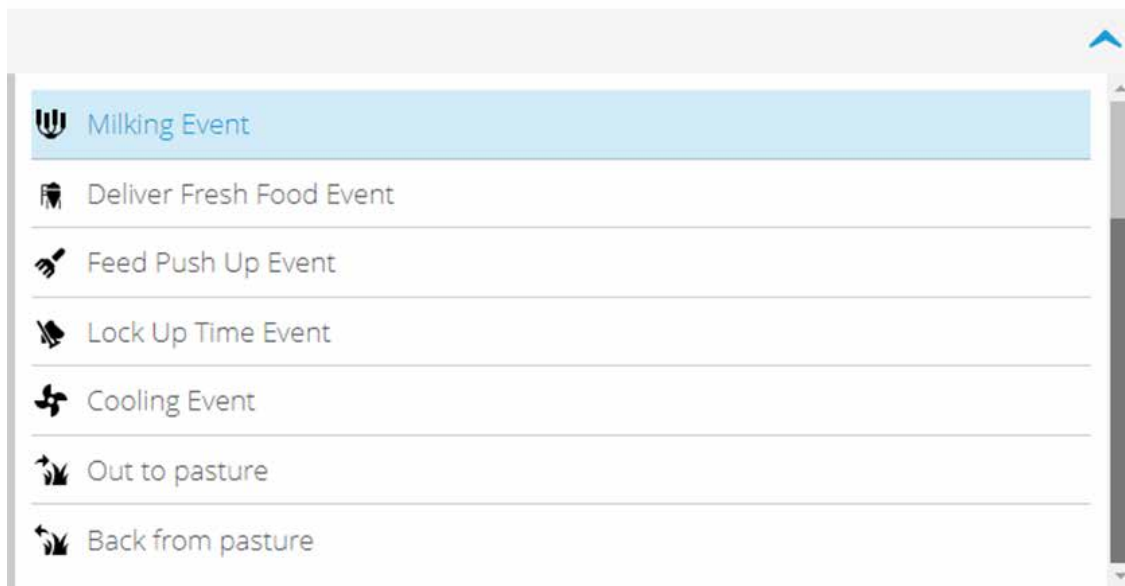 Milking Event
Deliver Fresh Food Event
Feed Push Up Event
Lock Up Time Event
Cooling Event
Out to pasture
Back from pasture